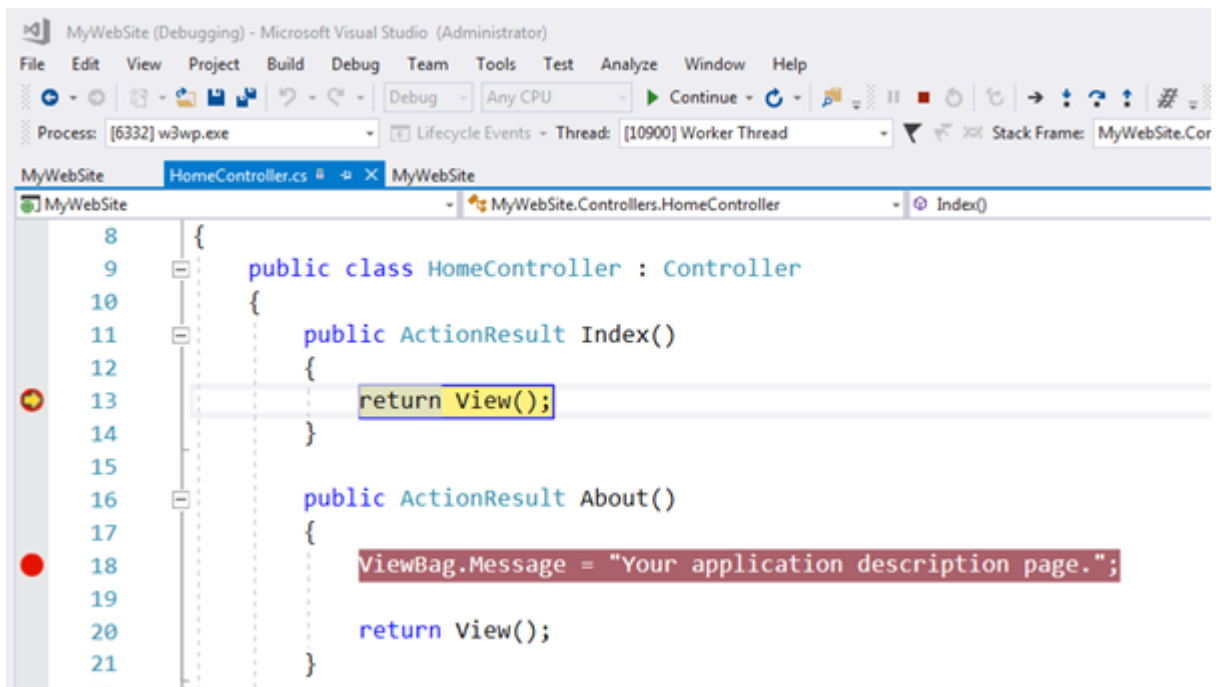 MyWebSite (Debugging) - Microsoft Visual Studio (Administrator)
File Edit View Project Build Debug Team Tools Test Analyze Window Help
Debug Any CPU Continue
Process: [6332] w3wp.exe Lifecycle Events Thread: [10900] Worker Thread Stack Frame: MyWebSite.Cor
MyWebSite HomeController.cs MyWebSite
MyWebSite MyWebSite.Controllers.HomeController Index()
8 {
9 public class HomeController : Controller
10 {
11 public ActionResult Index()
12 {
13 return View();
14 }
15
16 public ActionResult About()
17 {
18 ViewBag.Message = "Your application description page.";
19
20 return View();
21 }